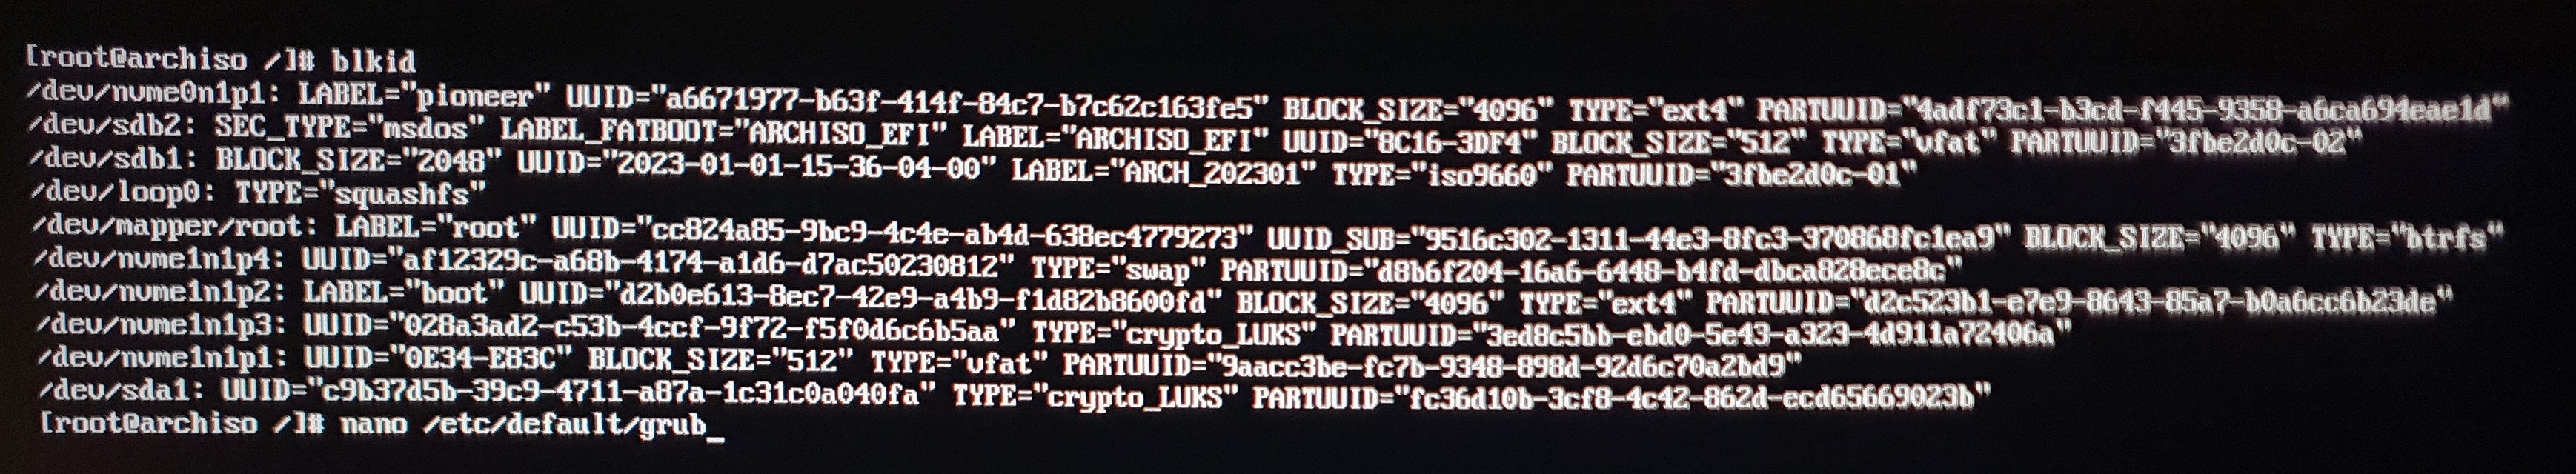 [root@archiso /]# blkid
/dev/nvme0n1p1: LABEL="pioneer" UUID="a6671977-b63f-414f-84c7-b7c62c163fe5" BLOCK_SIZE="4096" TYPE="ext4" PARTUUID="4adf73c1-b3cd-f445-9358-a6ca694eae1d"
/dev/sdb2: SEC_TYPE="msdos" LABEL_FATBOOT="ARCHISO_EFI" LABEL="ARCHISO_EFI" UUID="8C16-3DF4" BLOCK_SIZE="512" TYPE="vfat" PARTUUID="3fbe2d0c-02"
/dev/sdb1: BLOCK_SIZE="2048" UUID="2023-01-01-15-36-04-00" LABEL="ARCH_202301" TYPE="iso9660" PARTUUID="3fbe2d0c-01"
/dev/loop0: TYPE="squashfs"
/dev/mapper/root: LABEL="root" UUID="cc824a85-9bc9-4c4e-ab4d-638ec4779273" UUID_SUB="9516c302-1311-44e3-8fc3-370868fc1ea9" BLOCK_SIZE="4096" TYPE="btrfs"
/dev/nvme1n1p4: UUID="af12329c-a68b-4174-a1d6-d7ac50230812" TYPE="swap" PARTUUID="d8b6f204-16a6-6448-b4fd-dbca828ece8c"
/dev/nvme1n1p2: LABEL="boot" UUID="d2b0e613-8ec7-42e9-a4b9-f1d82b8600fd" BLOCK_SIZE="4096" TYPE="ext4" PARTUUID="d2c523b1-e7e9-8643-85a7-b0a6cc6b23de"
/dev/nvme1n1p3: UUID="028a3ad2-c53b-4ccf-9f72-f5f0d6c6b5aa" TYPE="crypto_LUKS" PARTUUID="3ed8c5bb-ebd0-5e43-a323-4d911a72406a"
/dev/nvme1n1p1: UUID="0E34-E83C" BLOCK_SIZE="512" TYPE="vfat" PARTUUID="9aacc3be-fc7b-9348-898d-92d6c70a2bd9"
/dev/sda1: UUID="c9b37d5b-39c9-4711-a87a-1c31c0a040fa" TYPE="crypto_LUKS" PARTUUID="fc36d10b-3cf8-4c42-862d-ecd65669023b"
[root@archiso /]# nano /etc/default/grub_